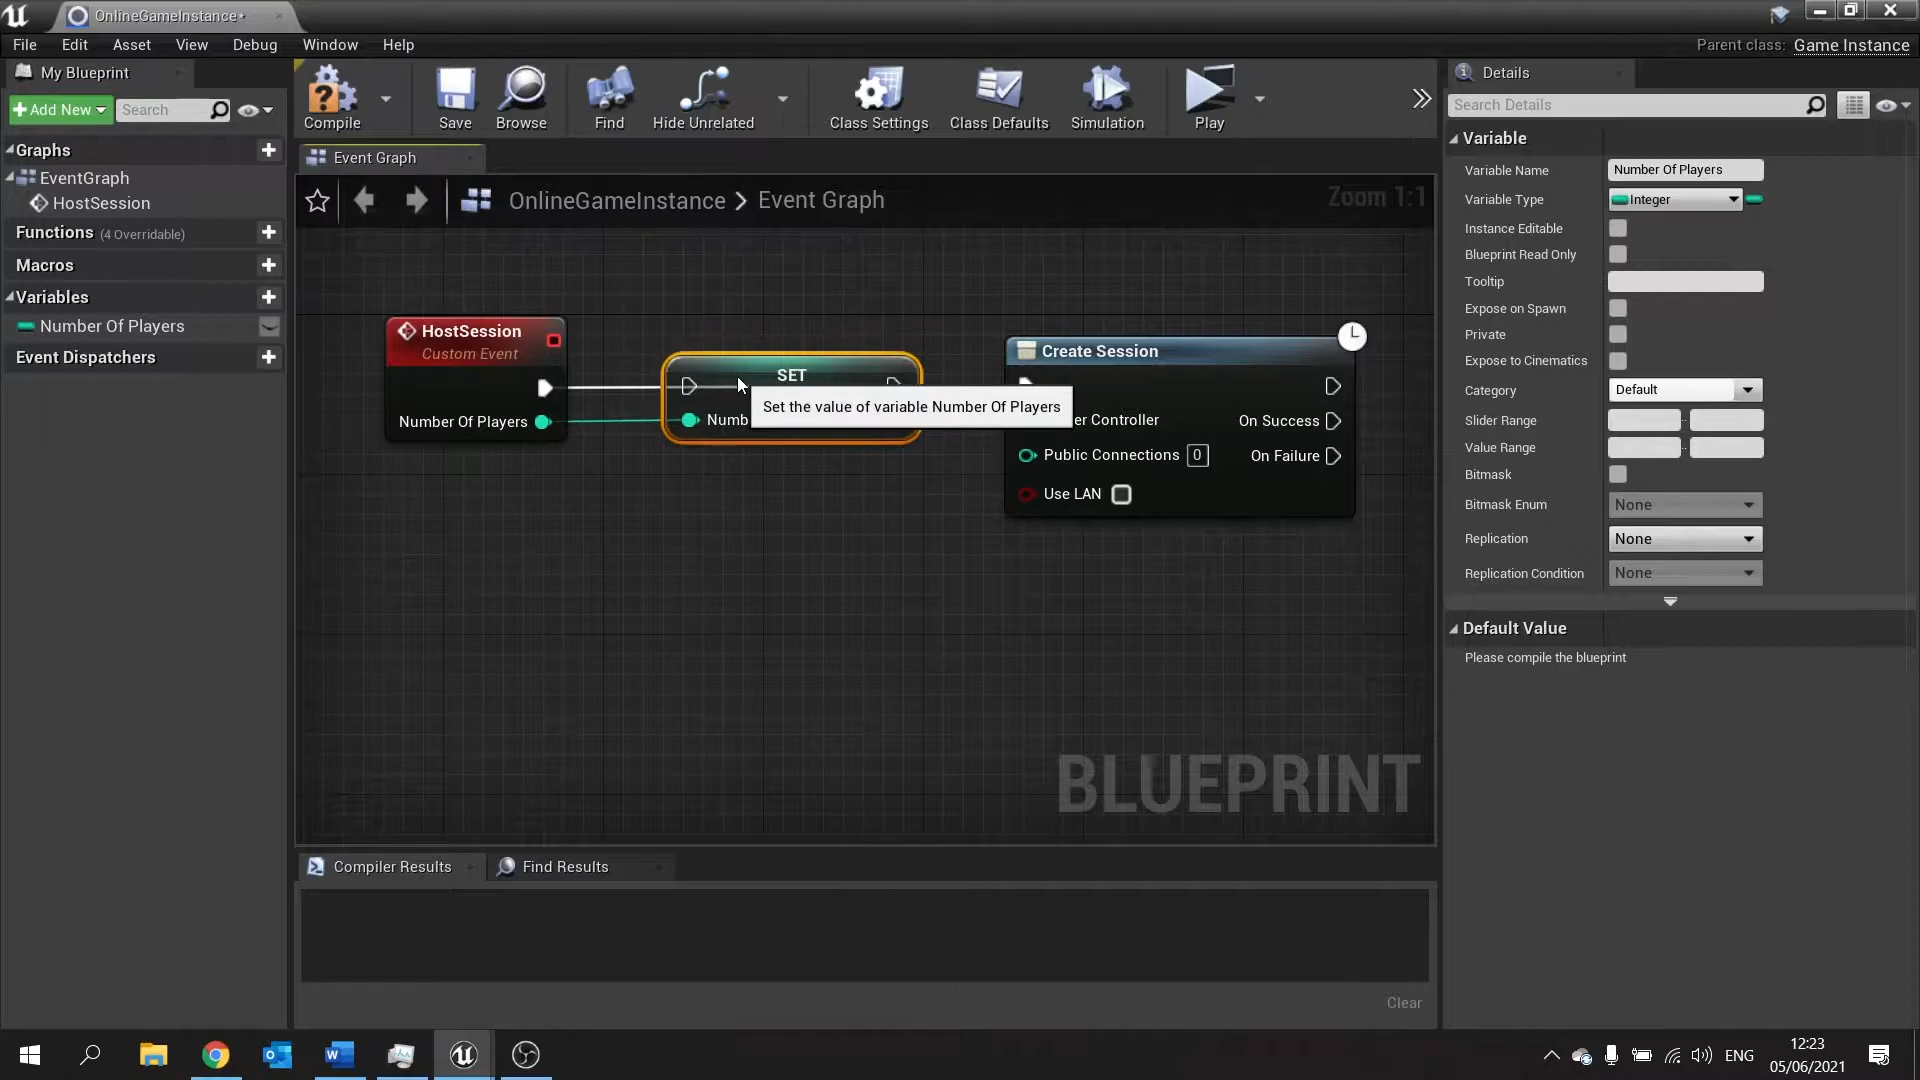 OnlineGameInstance*
File Edit Asset View Debug Window Help
Parent class: Game Instance
My Blueprint
Add New
Search
Graphs
EventGraph
HostSession
Functions (4 Overridable)
Macros
Variables
Number Of Players
Event Dispatchers
Compile
Save
Browse
Find
Hide Unrelated
Class Settings
Class Defaults
Simulation
Play
Event Graph
OnlineGameInstance > Event Graph
Zoom 1:1
HostSession
Custom Event
Number Of Players
SET
Numb
Set the value of variable Number Of Players
Create Session
er Controller
Public Connections 0
Use LAN
On Success
On Failure
BLUEPRINT
Compiler Results
Find Results
Clear
Details
Search Details
Variable
Variable Name Number Of Players
Variable Type Integer
Instance Editable
Blueprint Read Only
Tooltip
Expose on Spawn
Private
Expose to Cinematics
Category Default
Slider Range
Value Range
Bitmask
Bitmask Enum None
Replication None
Replication Condition None
Default Value
Please compile the blueprint
ENG
12:23
05/06/2021